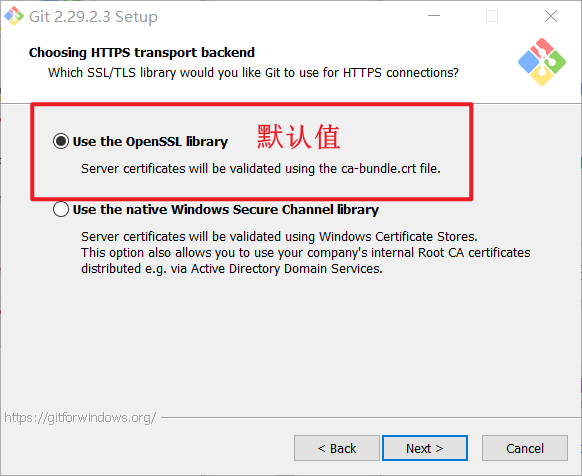 Git 2.29.2.3 Setup
Choosing HTTPS transport backend
Which SSL/TLS library would you like Git to use for HTTPS connections?
Use the OpenSSL library 默认值
Server certificates will be validated using the ca-bundle.crt file.
Use the native Windows Secure Channel library
Server certificates will be validated using Windows Certificate Stores.
This option also allows you to use your company's internal Root CA certificates
distributed e.g. via Active Directory Domain Services.
https://gitforwindows.org/
< Back Next > Cancel